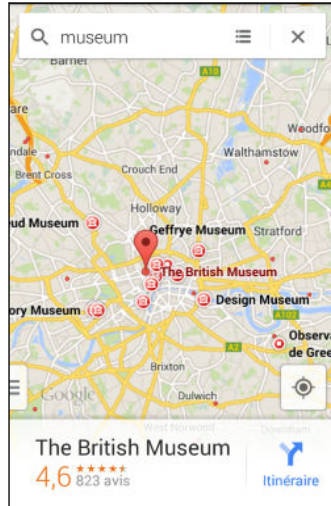 museum
Barnet
A10
Woodfo
ndale
Walthamstow
Brent Cross
Crouch End
Holloway
ud Museum
Geffrye Museum
Stratford
The British Museum
ory Museum
Design Museum
A102
Observa
de Gree
A2
Brixton
Google
Dulwich
West Norwood
Downham
The British Museum
4,6 823 avis
Itinéraire